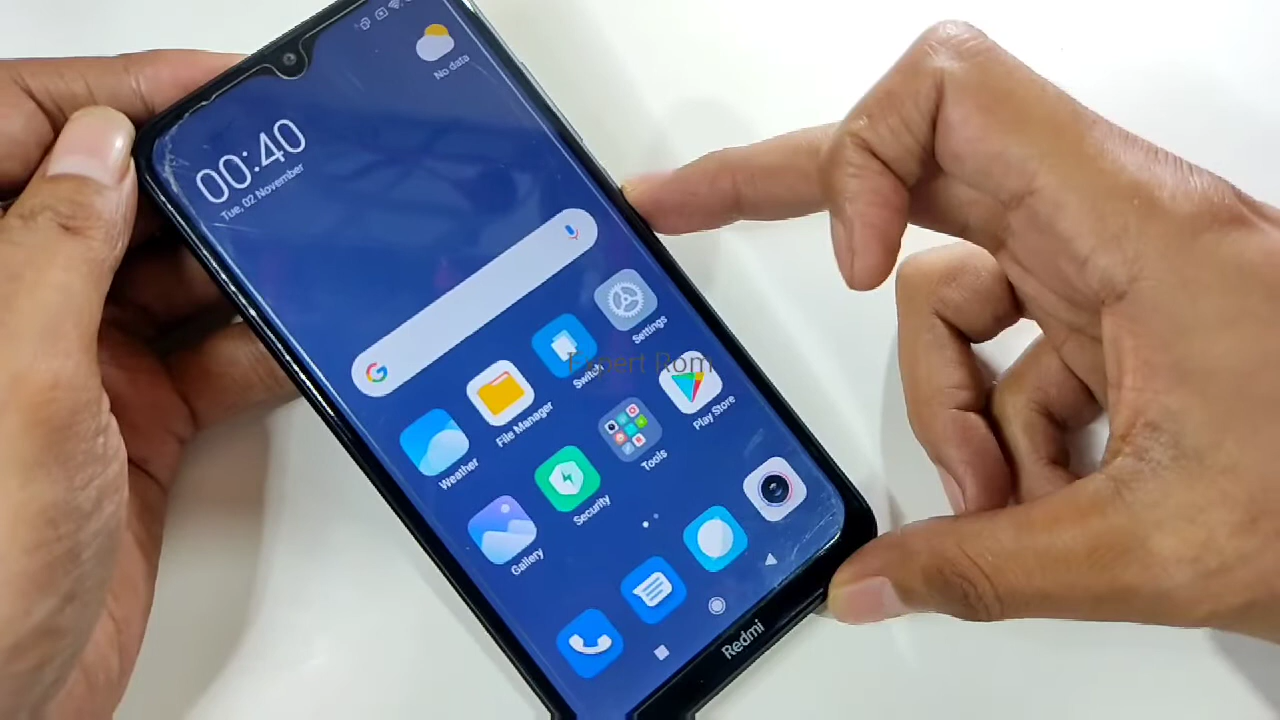 No data
00:40
Tue, 02 November
Settings
Switch
File Manager
Weather
Expert Rom
Play Store
Tools
Security
Gallery
Redmi